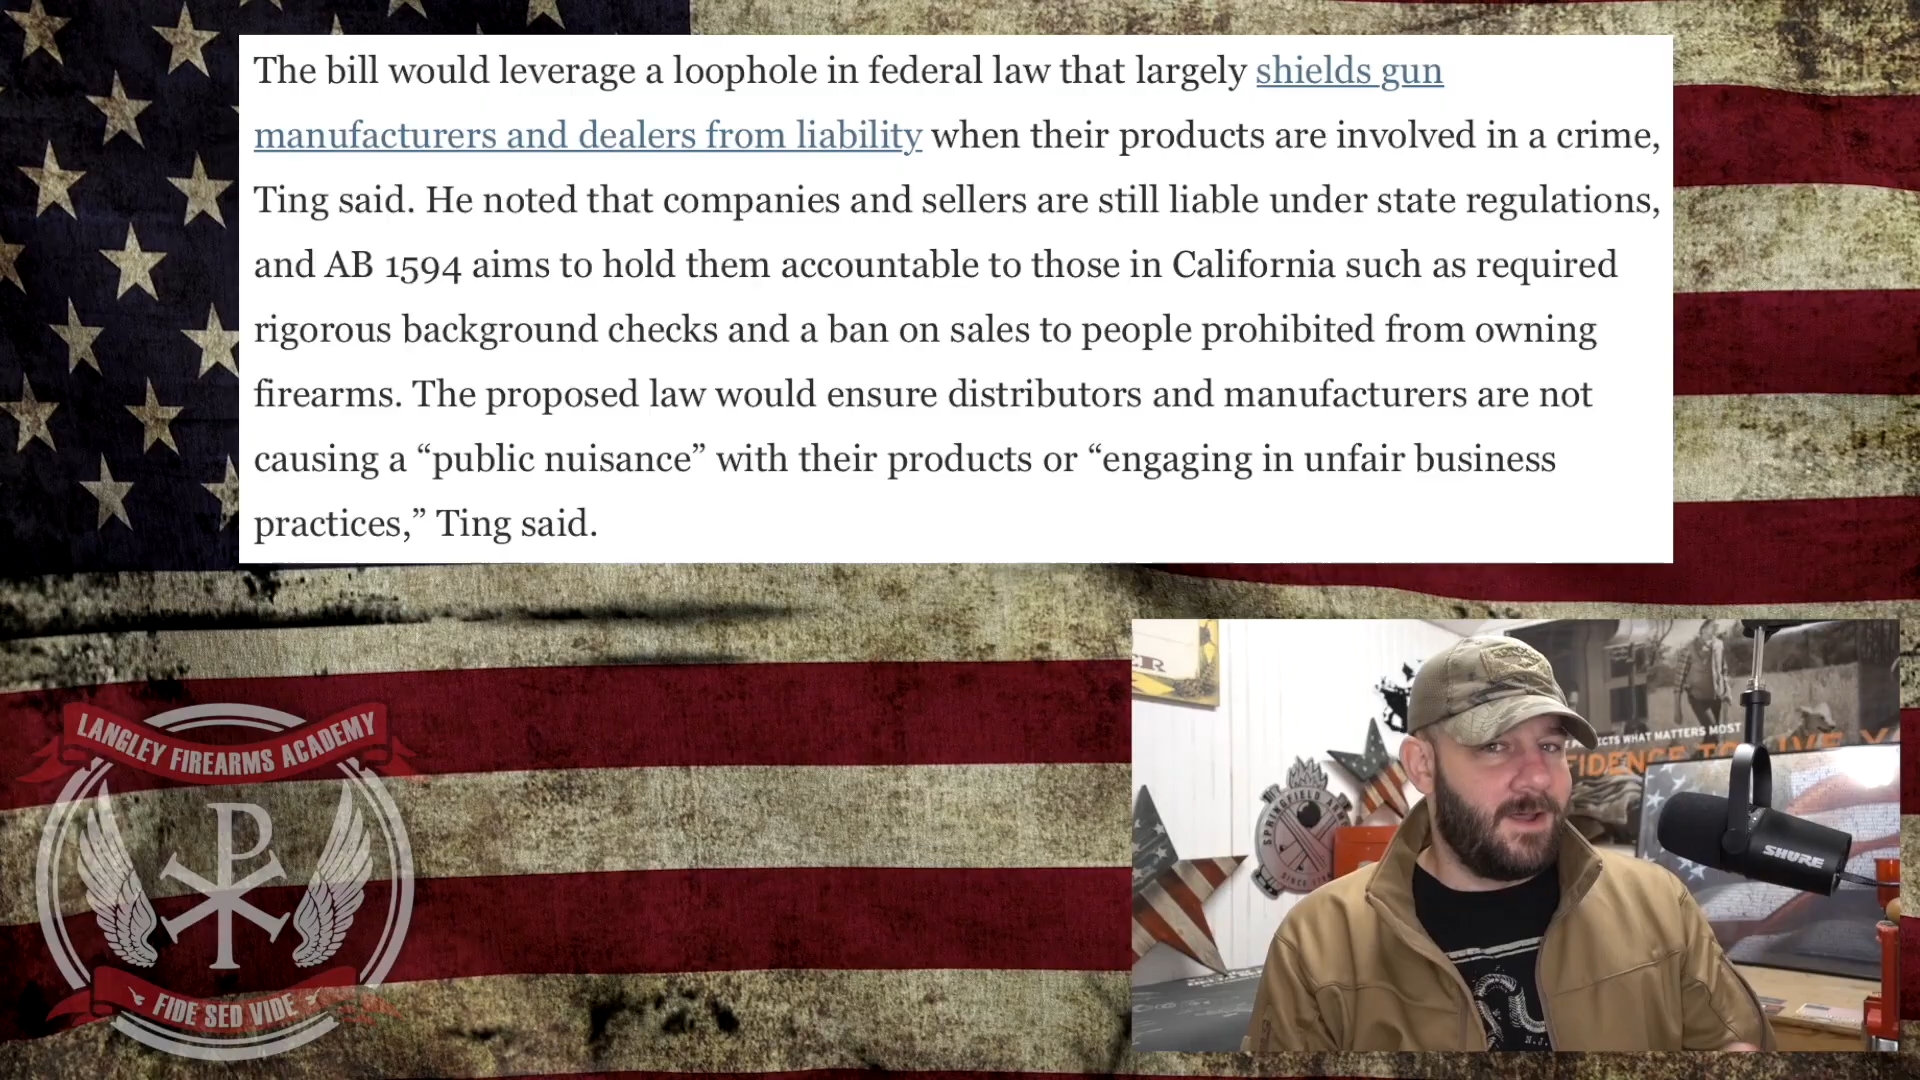 The bill would leverage a loophole in federal law that largely shields gun
manufacturers and dealers from liability when their products are involved in a crime,
Ting said. He noted that companies and sellers are still liable under state regulations,
and AB 1594 aims to hold them accountable to those in California such as required
rigorous background checks and a ban on sales to people prohibited from owning
firearms. The proposed law would ensure distributors and manufacturers are not
causing a “public nuisance” with their products or “engaging in unfair business
practices,” Ting said.
LANGLEY FIREARMS ACADEMY
FIDE SED VIDE
WHAT MATTERS MOST
SPRINGFIELD
SINCE
SHURE